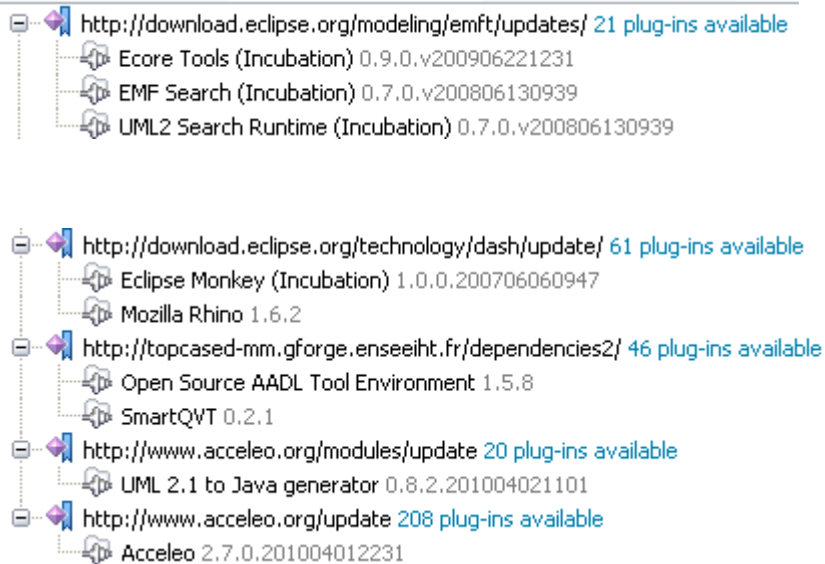 http://download.eclipse.org/modeling/emft/updates/ 21 plug-ins available
Ecore Tools (Incubation) 0.9.0.v200906221231
EMF Search (Incubation) 0.7.0.v200806130939
UML2 Search Runtime (Incubation) 0.7.0.v200806130939
http://download.eclipse.org/technology/dash/update/ 61 plug-ins available
Eclipse Monkey (Incubation) 1.0.0.200706060947
Mozilla Rhino 1.6.2
http://topcased-mm.gforge.enseeiht.fr/dependencies2/ 46 plug-ins available
Open Source AADL Tool Environment 1.5.8
SmartQVT 0.2.1
http://www.acceleo.org/modules/update 20 plug-ins available
UML 2.1 to Java generator 0.8.2.201004021101
http://www.acceleo.org/update 208 plug-ins available
Acceleo 2.7.0.201004012231